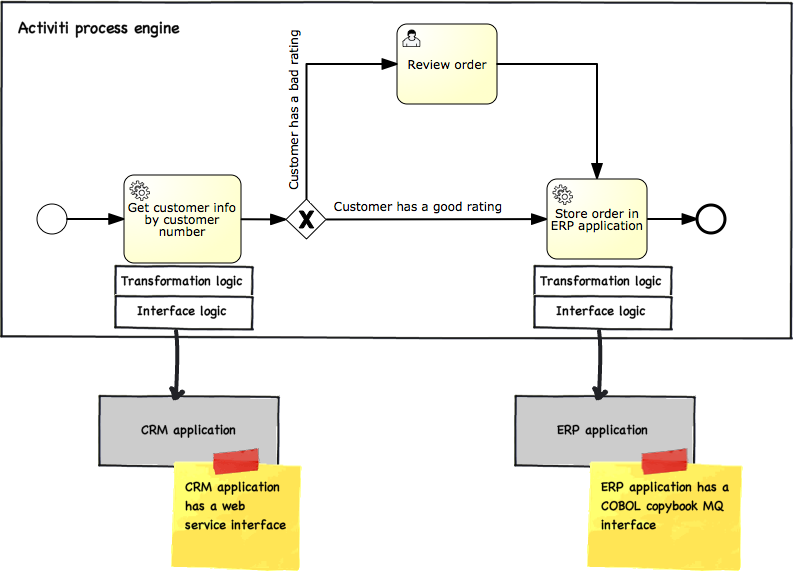 Activiti process engine
Customer has a bad rating
Review order
Get customer info
by customer
number
X
Customer has a good rating
Store order in
ERP application
Transformation logic
Interface logic
Transformation logic
Interface logic
CRM application
ERP application
CRM application
has a web
service interface
ERP application has a
COBOL copybook MQ
interface